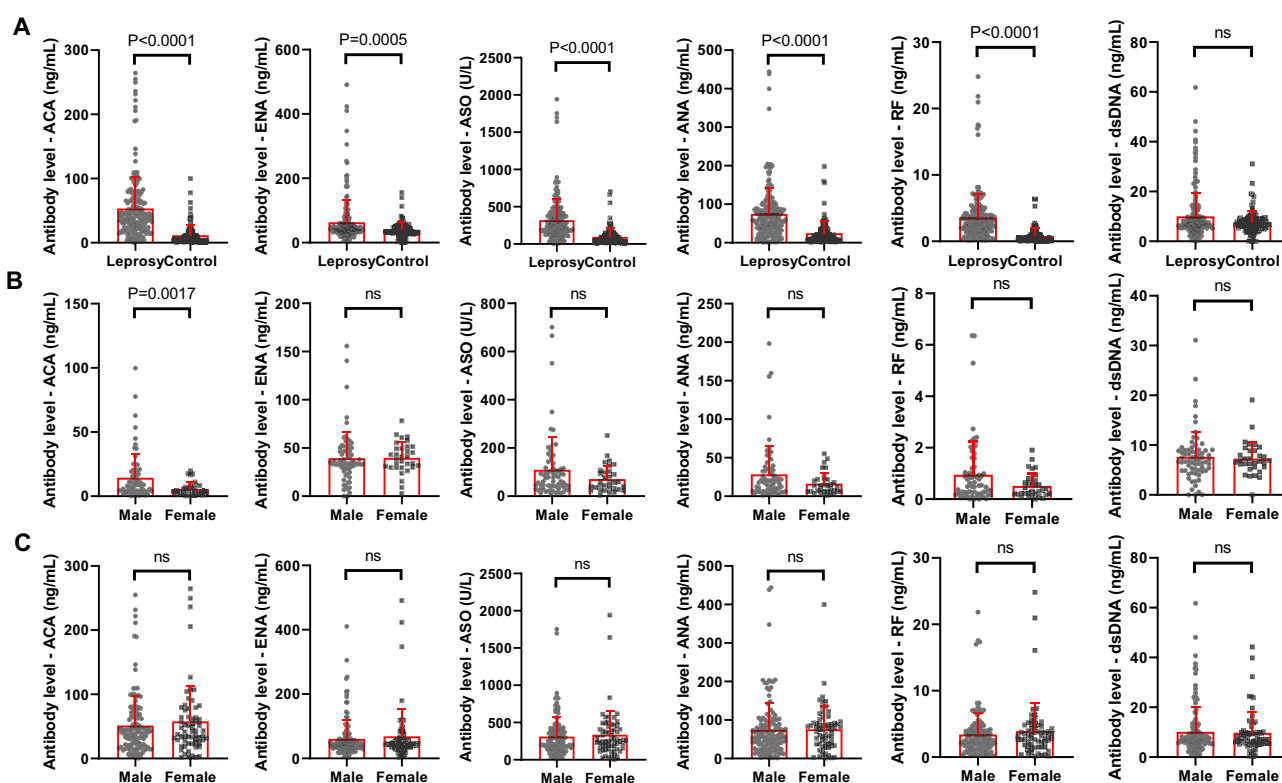 A
Antibody level - ACA (ng/mL)
300
200
100
0
P<0.0001
LeprosyControl
Antibody level - ENA (ng/mL)
600
400
200
0
P=0.0005
LeprosyControl
Antibody level - ASO (U/L)
2500
2000
1500
1000
500
0
P<0.0001
LeprosyControl
Antibody level - ANA (ng/mL)
500
400
300
200
100
0
P<0.0001
LeprosyControl
Antibody level - RF (ng/mL)
30
20
10
0
P<0.0001
LeprosyControl
Antibody level - dsDNA (ng/mL)
80
60
40
20
0
ns
LeprosyControl
B
Antibody level - ACA (ng/mL)
150
100
50
0
P=0.0017
Male Female
Antibody level - ENA (ng/mL)
200
150
100
50
0
ns
Male Female
Antibody level - ASO (U/L)
800
600
400
200
0
ns
Male Female
Antibody level - ANA (ng/mL)
250
200
150
100
50
0
ns
Male Female
Antibody level - RF (ng/mL)
8
6
4
2
0
ns
Male Female
Antibody level - dsDNA (ng/mL)
40
30
20
10
0
ns
Male Female
C
Antibody level - ACA (ng/mL)
300
200
100
0
ns
Male Female
Antibody level - ENA (ng/mL)
600
400
200
0
ns
Male Female
Antibody level - ASO (U/L)
2500
2000
1500
1000
500
0
ns
Male Female
Antibody level - ANA (ng/mL)
500
400
300
200
100
0
ns
Male Female
Antibody level - RF (ng/mL)
30
20
10
0
ns
Male Female
Antibody level - dsDNA (ng/mL)
80
60
40
20
0
ns
Male Female